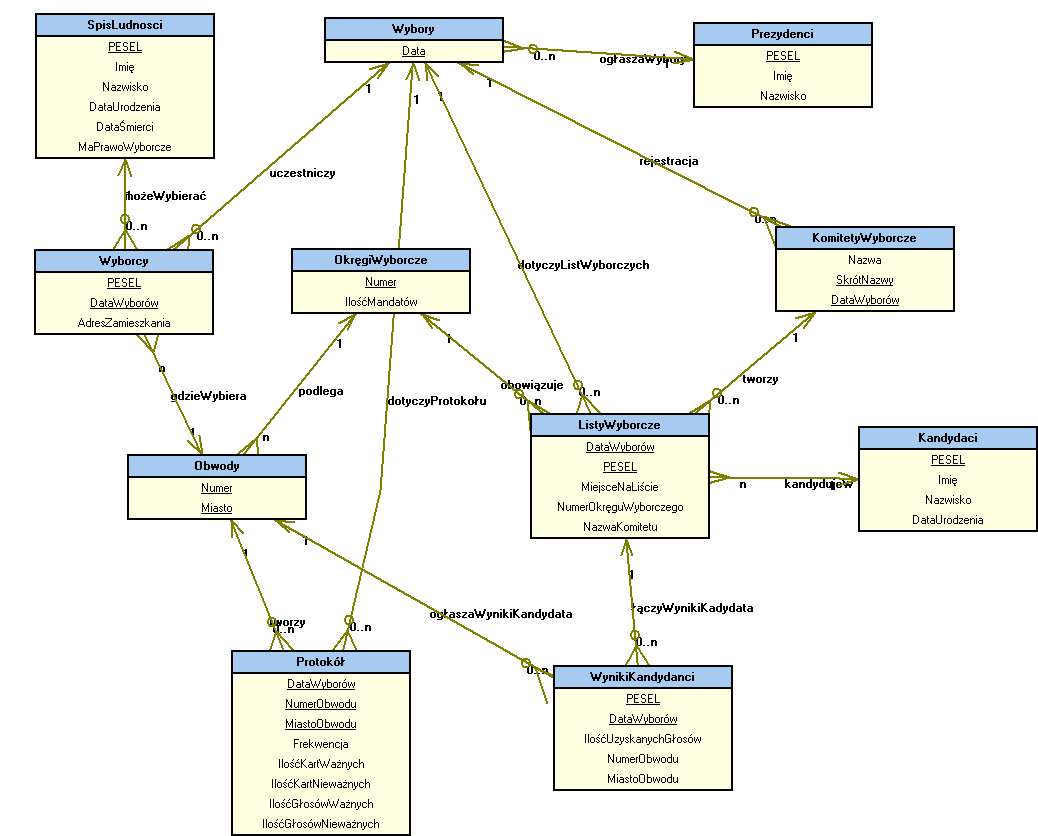 SpisLudnosci
PESEL
Imię
Nazwisko
DataUrodzenia
DataŚmierci
MaPrawoWyborcze
Wybory
Data
0..n
ogłaszaWybory
1
Prezydenci
PESEL
Imię
Nazwisko
1
1
1
1
uczestniczy
rejestracja
możeWybierać
0..n
0..n
0..n
Wyborcy
PESEL
DataWyborów
AdresZamieszkania
OkręgiWyborcze
Numer
IlośćMandatów
dotyczyListWyborczych
KomitetyWyborcze
Nazwa
SkrótNazwy
DataWyborów
n
gdzieWybiera
1
podlega
1
n
dotyczyProtokołu
1
obowiązuje
0..n
0..n
tworzy
1
0..n
Obwody
Numer
Miasto
ListyWyborcze
DataWyborów
PESEL
MiejsceNaLiście
NumerOkręguWyborczego
NazwaKomitetu
n
kandydujew
1
Kandydaci
PESEL
Imię
Nazwisko
DataUrodzenia
1
1
1
ogłaszaWynikiKandydata
łączyWynikiKadydata
tworzy
0..n
0..n
0..n
0..n
Protokół
DataWyborów
NumerObwodu
MiastoObwodu
Frekwencja
IlośćKartWażnych
IlośćKartNieważnych
IlośćGłosówWażnych
IlośćGłosówNieważnych
WynikiKandydanci
PESEL
DataWyborów
IlośćUzyskanychGłosów
NumerObwodu
MiastoObwodu